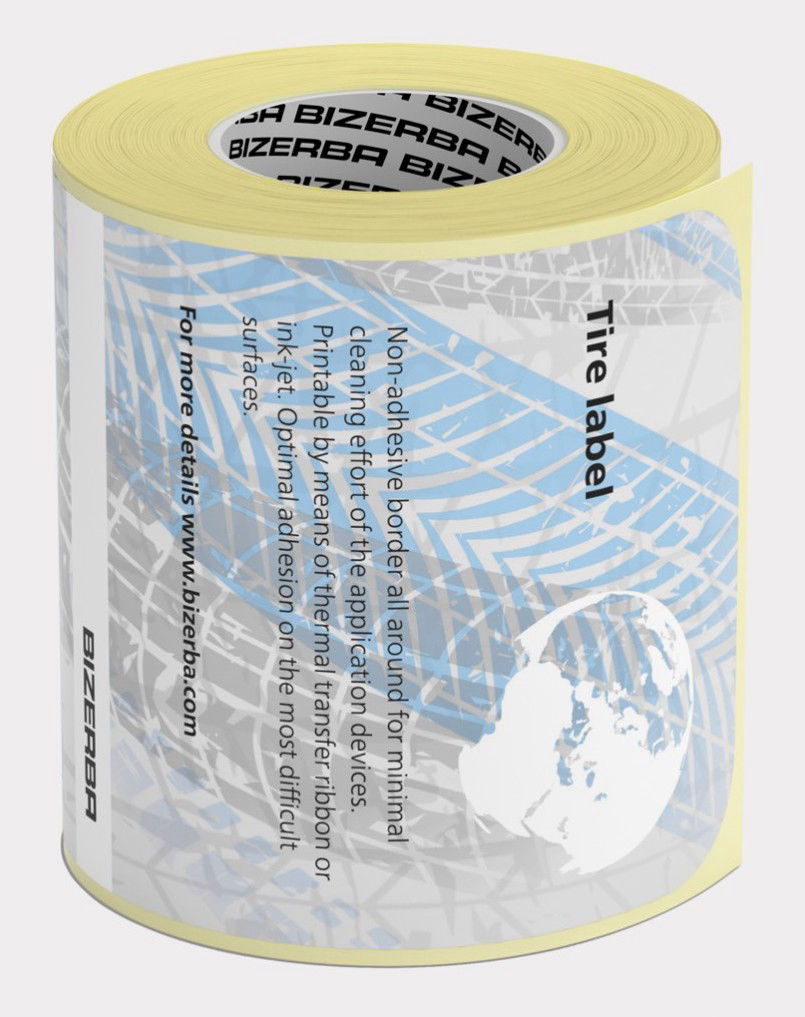 BIZERBA
BIZERBA
BIZERBA
Tire label
Non-adhesive border all around for minimal
cleaning effort of the application devices.
Printable by means of thermal transfer ribbon or
ink-jet. Optimal adhesion on the most difficult
surfaces.
For more details www.bizerba.com
BIZERBA